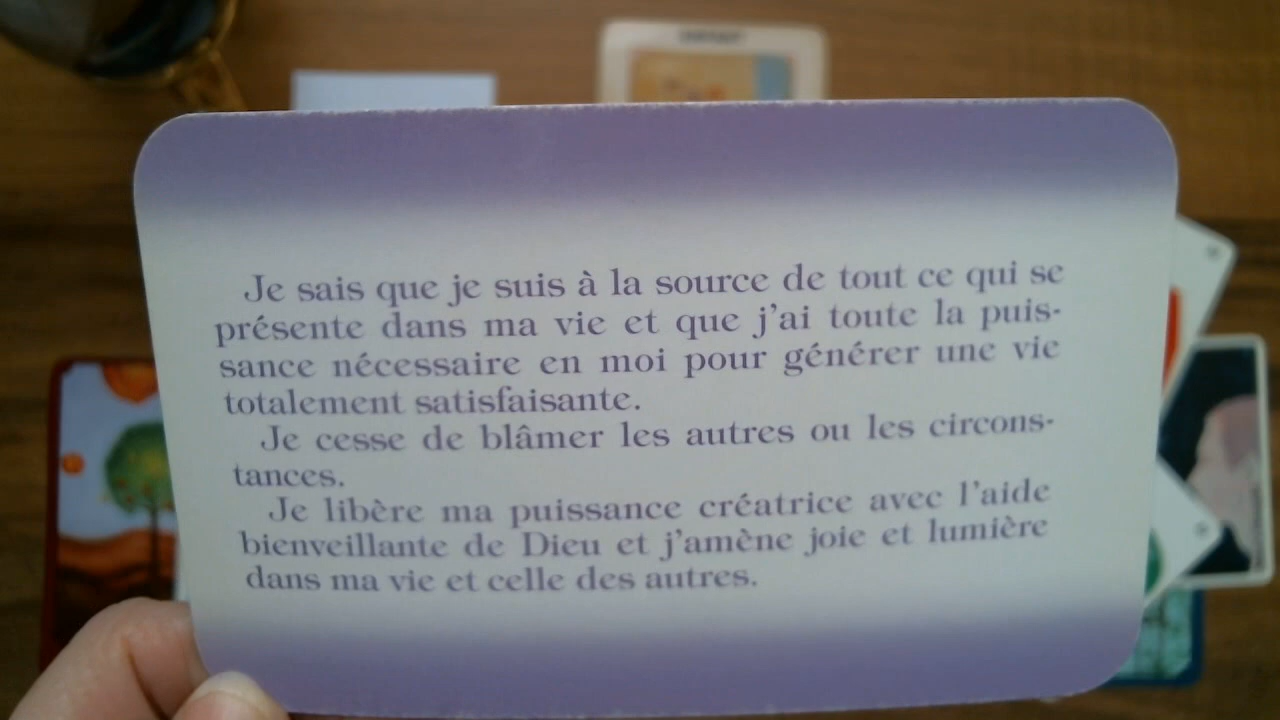 Je sais que je suis à la source de tout ce qui se
présente dans ma vie et que j'ai toute la puis-
sance nécessaire en moi pour générer une vie
totalement satisfaisante.
Je cesse de blâmer les autres ou les circons-
tances.
Je libère ma puissance créatrice avec l'aide
bienveillante de Dieu et j'amène joie et lumière
dans ma vie et celle des autres.